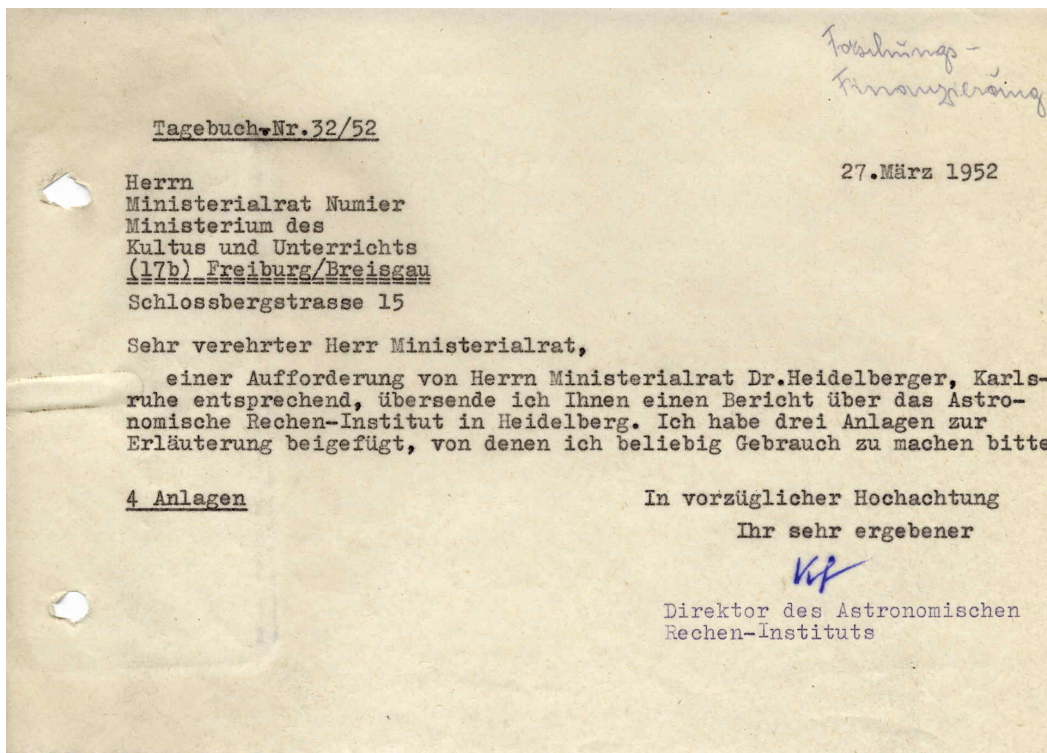 Forschungs-
Finanzierung
Tagebuch-Nr.32/52
27.März 1952
Herrn
Ministerialrat Numier
Ministerium des
Kultus und Unterrichts
(17b) Freiburg/Breisgau
Schlossbergstrasse 15
Sehr verehrter Herr Ministerialrat,
einer Aufforderung von Herrn Ministerialrat Dr.Heidelberger, Karls-
ruhe entsprechend, übersende ich Ihnen einen Bericht über das Astro-
nomische Rechen-Institut in Heidelberg. Ich habe drei Anlagen zur
Erläuterung beigefügt, von denen ich beliebig Gebrauch zu machen bitte
4 Anlagen
In vorzüglicher Hochachtung
Ihr sehr ergebener
Direktor des Astronomischen
Rechen-Instituts